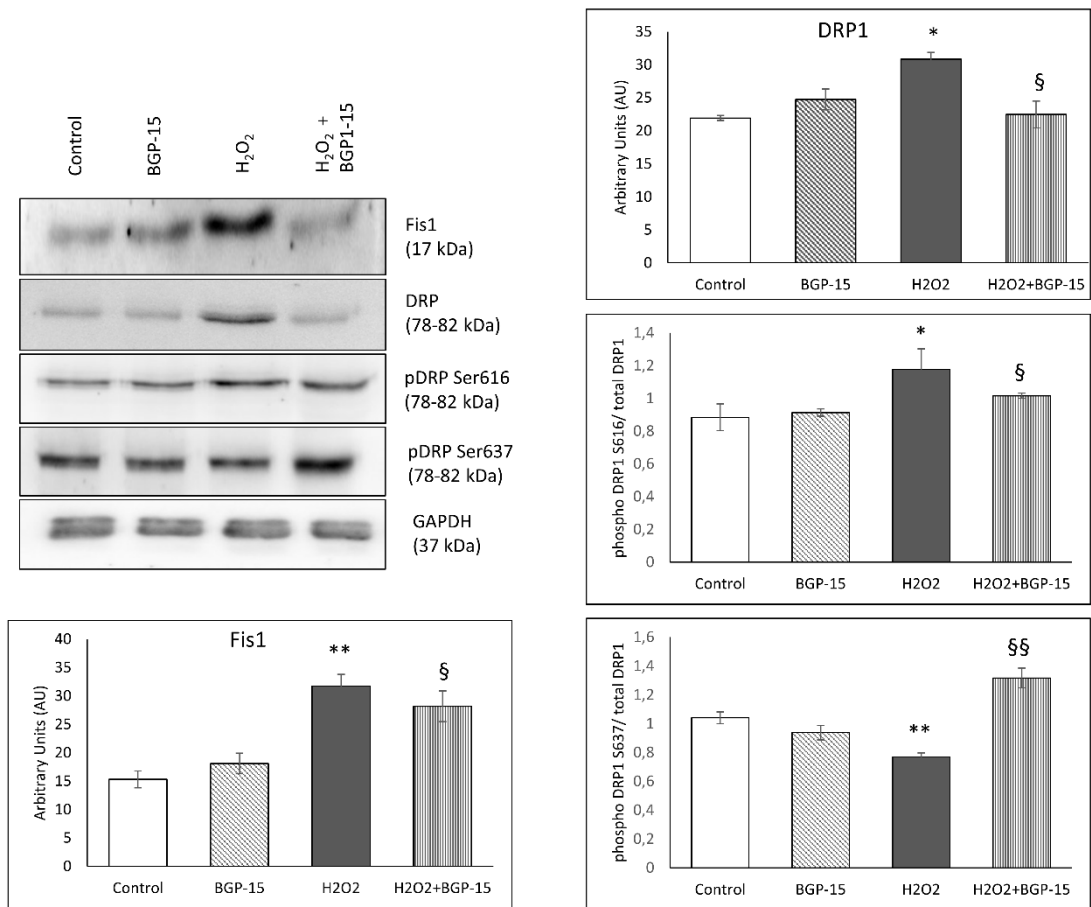 Control
BGP-15
H₂O₂
H₂O₂ +
BGP1-15
Fis1
(17 kDa)
DRP
(78-82 kDa)
pDRP Ser616
(78-82 kDa)
pDRP Ser637
(78-82 kDa)
GAPDH
(37 kDa)
Fis1
Arbitrary Units (AU)
40
35
30
25
20
15
10
5
0
**
§
Control
BGP-15
H2O2
H2O2+BGP-15
DRP1
Arbitrary Units (AU)
35
30
25
20
15
10
5
0
*
§
Control
BGP-15
H2O2
H2O2+BGP-15
phospho DRP1 S616/ total DRP1
1,4
1,2
1
0,8
0,6
0,4
0,2
0
*
§
Control
BGP-15
H2O2
H2O2+BGP-15
phospho DRP1 S637/ total DRP1
1,6
1,4
1,2
1
0,8
0,6
0,4
0,2
0
**
§§
Control
BGP-15
H2O2
H2O2+BGP-15